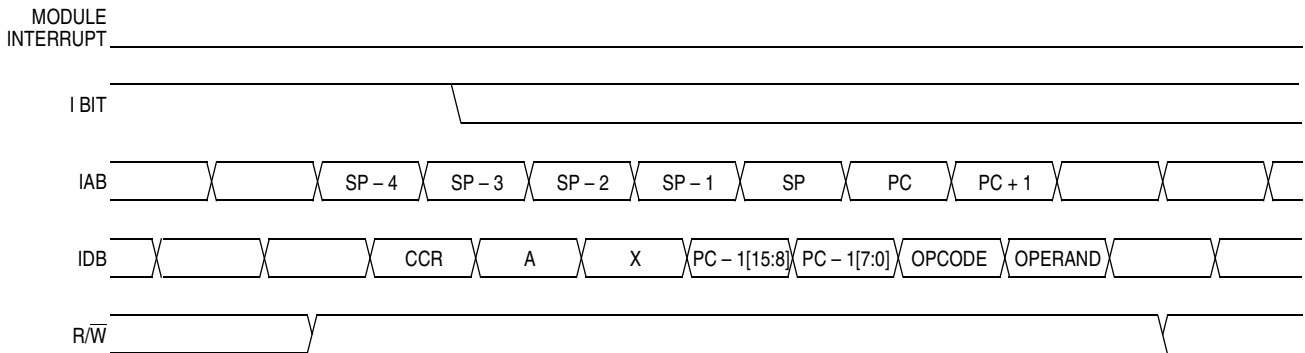 MODULE
INTERRUPT
I BIT
IAB SP – 4 SP – 3 SP – 2 SP – 1 SP PC PC + 1
IDB CCR A X PC – 1[15:8] PC – 1[7:0] OPCODE OPERAND
R/W̅